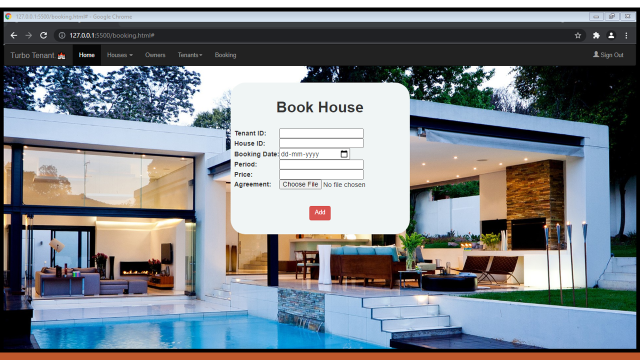 127.0.0.1:5500/booking.html# - Google Chrome
127.0.0.1:5500/booking.html#
Turbo Tenant Home Houses Owners Tenants Booking Sign Out
Book House
Tenant ID:
House ID:
Booking Date: dd-mm-yyyy
Period:
Price:
Agreement: Choose File No file chosen
Add